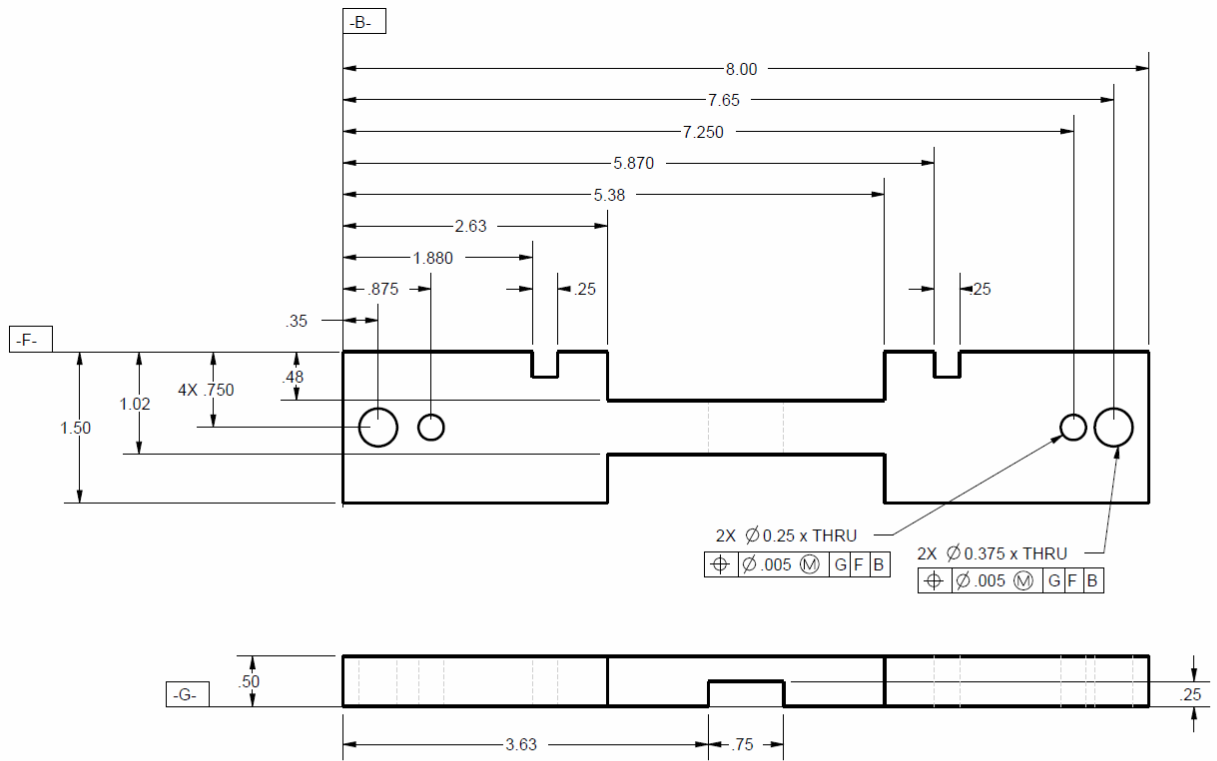 -B-
8.00
7.65
7.250
5.870
5.38
2.63
1.880
.875
.25
.25
.35
-F-
.48
4X .750
1.02
1.50
2X ∅0.25 x THRU
⌖ ∅.005 Ⓜ G F B
2X ∅0.375 x THRU
⌖ ∅.005 Ⓜ G F B
.50
-G-
.25
3.63
.75